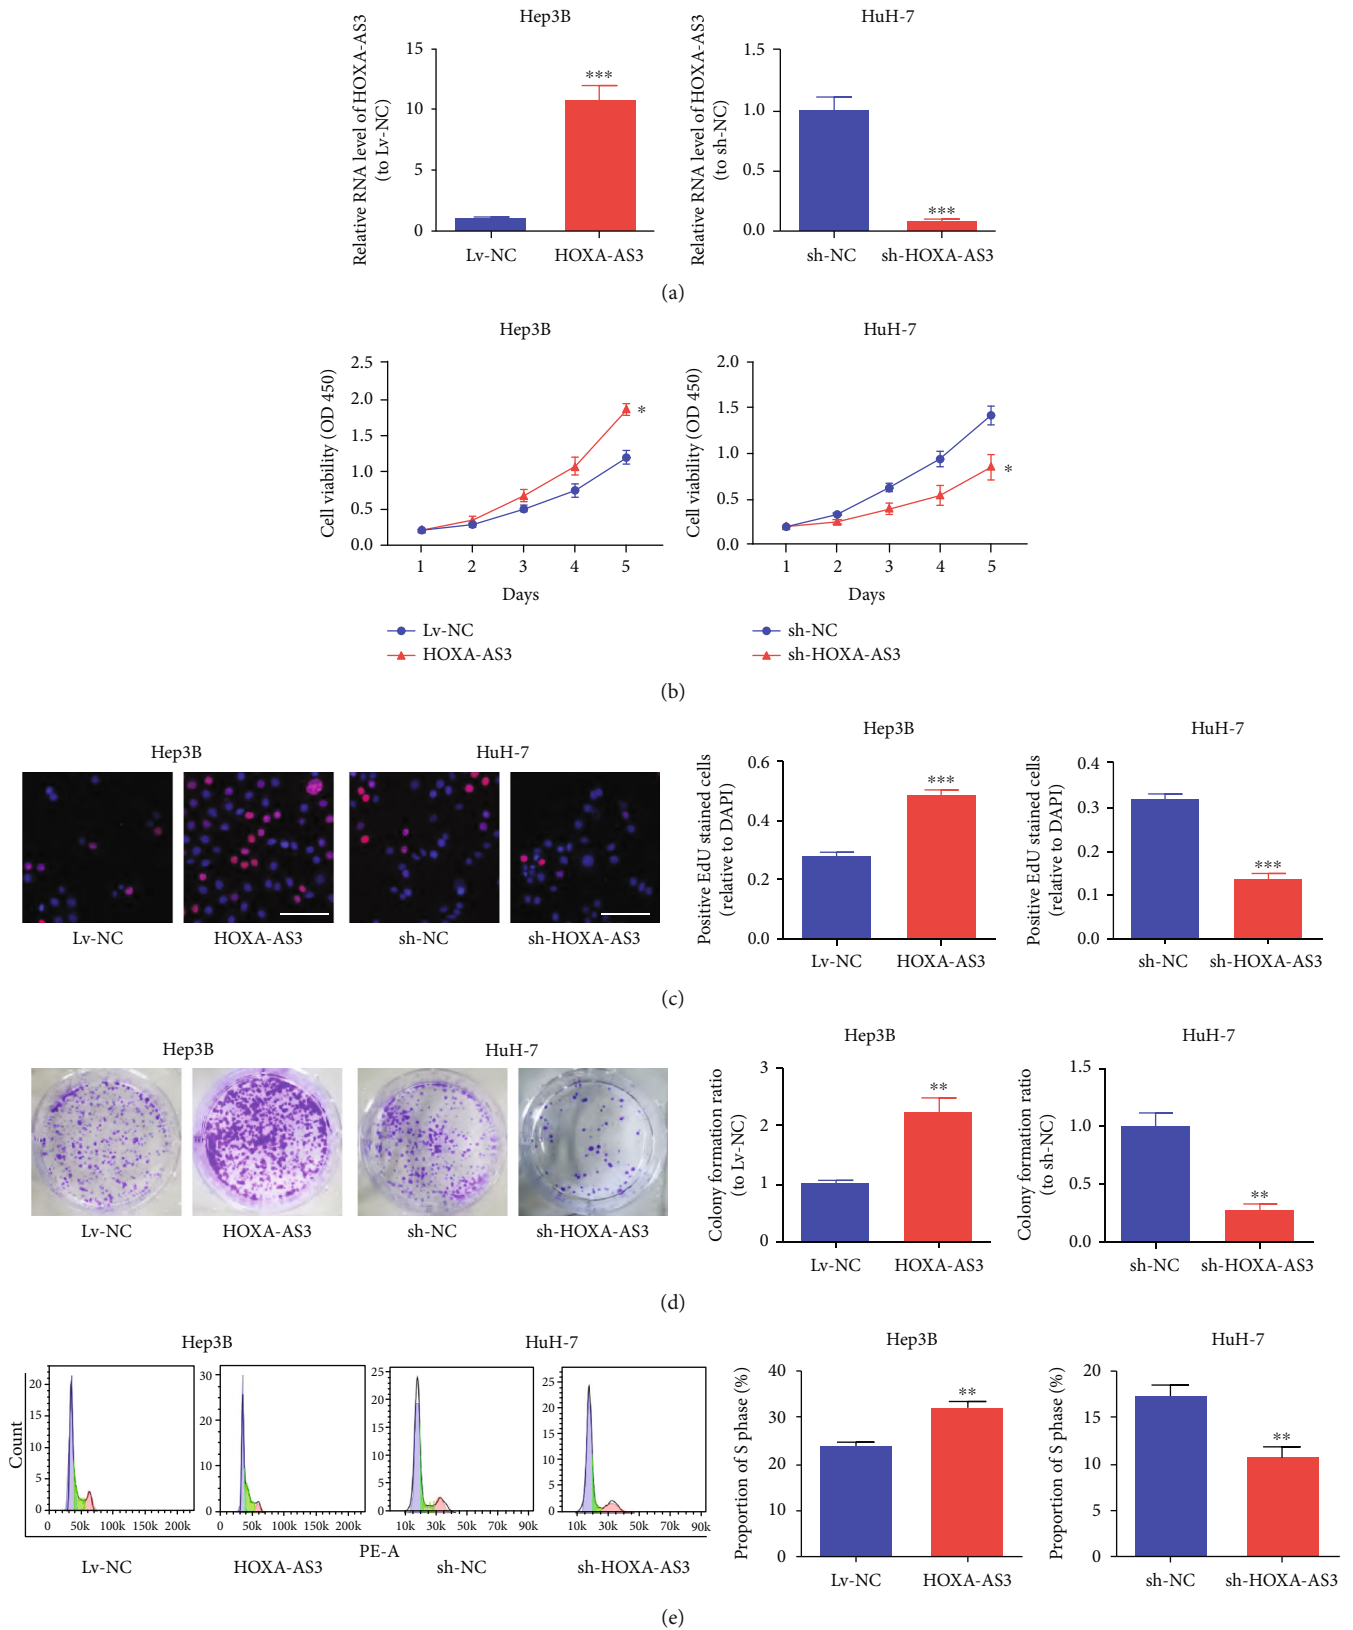 Hep3B
HuH-7
Relative RNA level of HOXA-AS3
(to Lv-NC)
15
10
5
0
***
Lv-NC
HOXA-AS3
Relative RNA level of HOXA-AS3
(to sh-NC)
1.5
1.0
0.5
0.0
***
sh-NC
sh-HOXA-AS3
(a)
Hep3B
HuH-7
Cell viability (OD 450)
2.5
2.0
1.5
1.0
0.5
0.0
*
1 2 3 4 5
Days
Lv-NC
HOXA-AS3
Cell viability (OD 450)
2.0
1.5
1.0
0.5
0.0
*
1 2 3 4 5
Days
sh-NC
sh-HOXA-AS3
(b)
Hep3B
HuH-7
Lv-NC
HOXA-AS3
sh-NC
sh-HOXA-AS3
Hep3B
Positive EdU stained cells
(relative to DAPI)
0.6
0.4
0.2
0.0
***
Lv-NC
HOXA-AS3
HuH-7
Positive EdU stained cells
(relative to DAPI)
0.4
0.3
0.2
0.1
0.0
***
sh-NC
sh-HOXA-AS3
(c)
Hep3B
HuH-7
Lv-NC
HOXA-AS3
sh-NC
sh-HOXA-AS3
Hep3B
Colony formation ratio
(to Lv-NC)
3
2
1
0
**
Lv-NC
HOXA-AS3
HuH-7
Colony formation ratio
(to sh-NC)
1.5
1.0
0.5
0.0
**
sh-NC
sh-HOXA-AS3
(d)
Hep3B
HuH-7
Count
20
15
10
5
0
0 50k 100k 150k 200k
Lv-NC
30
20
10
0
0 50k 100k 150k 200k
HOXA-AS3
25
20
15
10
5
0
10k 30k 50k 70k 90k
sh-NC
25
20
15
10
5
0
10k 30k 50k 70k 90k
sh-HOXA-AS3
PE-A
Hep3B
Proportion of S phase (%)
40
30
20
10
0
**
Lv-NC
HOXA-AS3
HuH-7
Proportion of S phase (%)
20
15
10
5
0
**
sh-NC
sh-HOXA-AS3
(e)